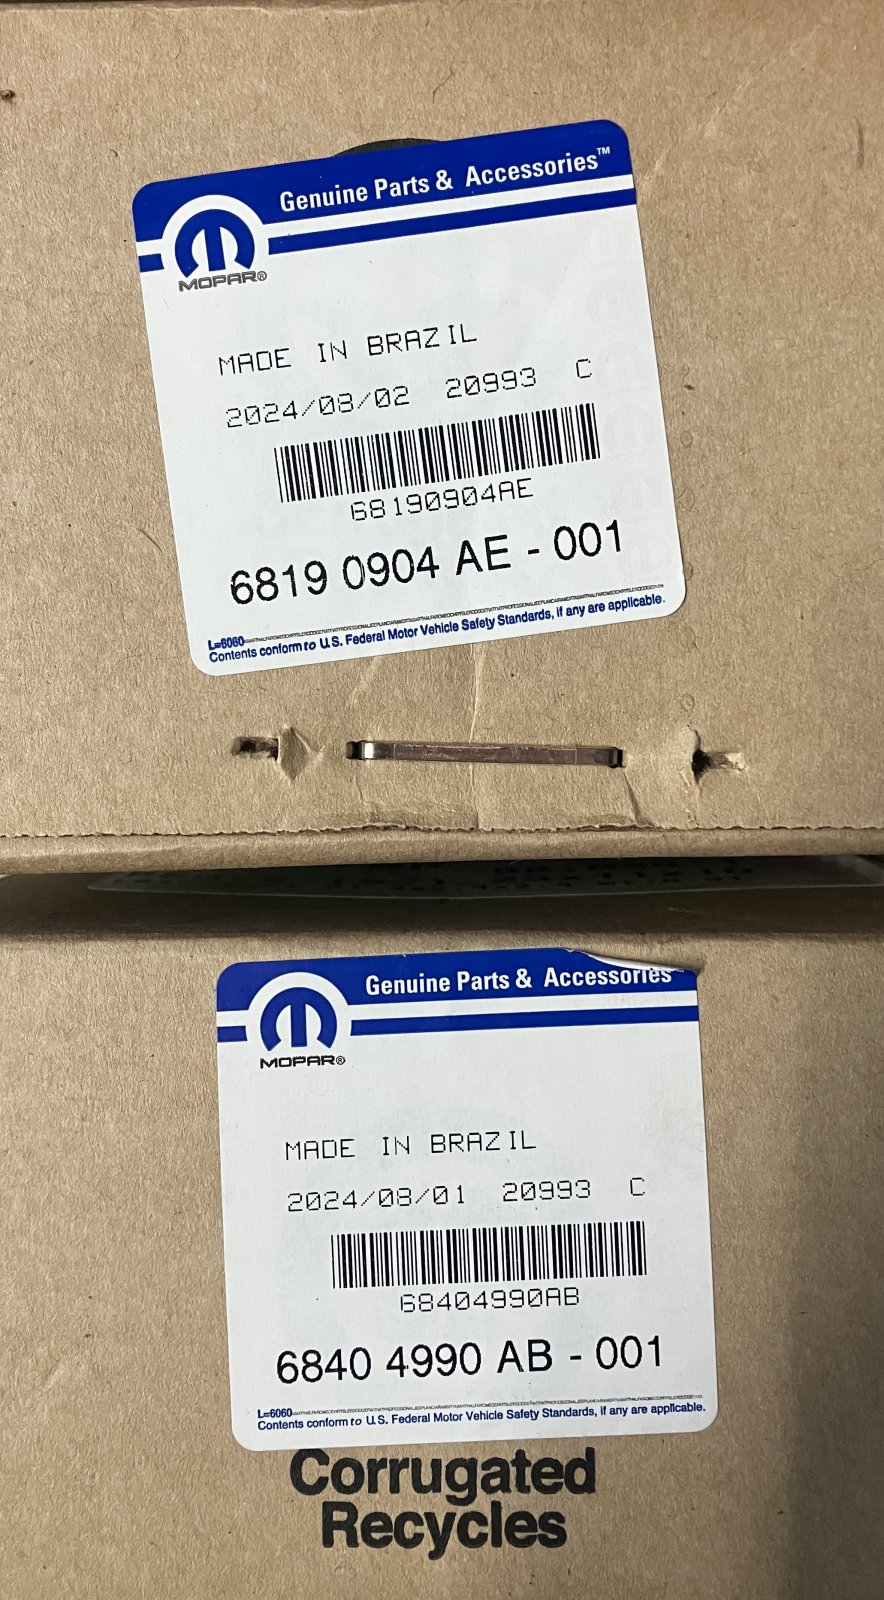 Genuine Parts & Accessories™
MOPAR®
MADE IN BRAZIL
2024/08/02 20993 C
68190904AE
6819 0904 AE - 001
L=6060
Contents conform to U.S. Federal Motor Vehicle Safety Standards, if any are applicable.
Genuine Parts & Accessories™
MOPAR®
MADE IN BRAZIL
2024/08/01 20993 C
68404990AB
6840 4990 AB - 001
L=6060
Contents conform to U.S. Federal Motor Vehicle Safety Standards, if any are applicable.
Corrugated
Recycles